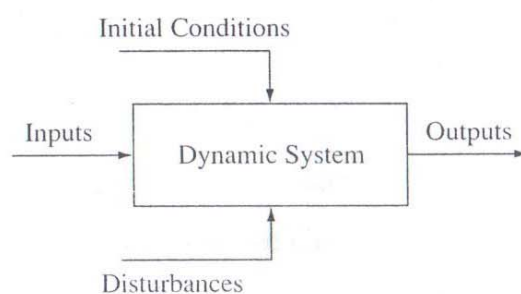 Initial Conditions
Inputs
Dynamic System
Outputs
Disturbances